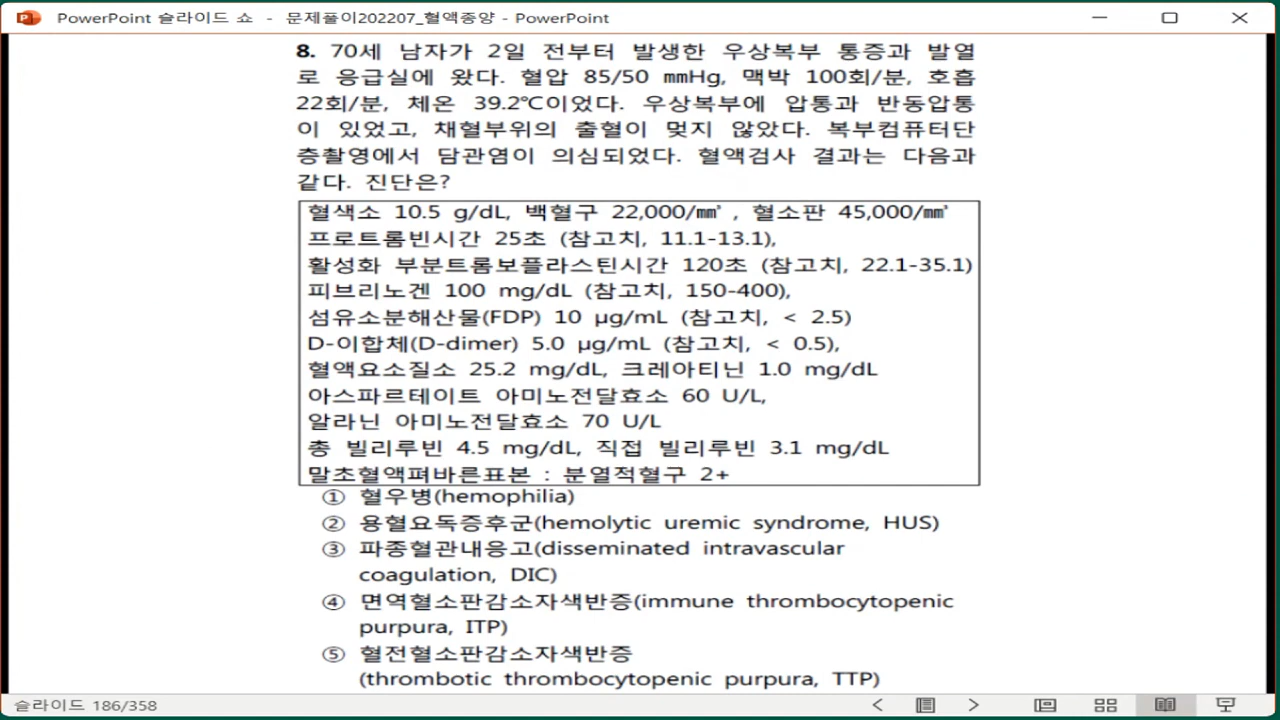 PowerPoint 슬라이드 쇼 - 문제풀이202207_혈액종양 - PowerPoint
8. 70세 남자가 2일 전부터 발생한 우상복부 통증과 발열
로 응급실에 왔다. 혈압 85/50 mmHg, 맥박 100회/분, 호흡
22회/분, 체온 39.2℃이었다. 우상복부에 압통과 반동압통
이 있었고, 채혈부위의 출혈이 멎지 않았다. 복부컴퓨터단
층촬영에서 담관염이 의심되었다. 혈액검사 결과는 다음과
같다. 진단은?
혈색소 10.5 g/dL, 백혈구 22,000/㎣, 혈소판 45,000/㎣
프로트롬빈시간 25초 (참고치, 11.1-13.1),
활성화 부분트롬보플라스틴시간 120초 (참고치, 22.1-35.1)
피브리노겐 100 mg/dL (참고치, 150-400),
섬유소분해산물(FDP) 10 μg/mL (참고치, < 2.5)
D-이합체(D-dimer) 5.0 μg/mL (참고치, < 0.5),
혈액요소질소 25.2 mg/dL, 크레아티닌 1.0 mg/dL
아스파르테이트 아미노전달효소 60 U/L,
알라닌 아미노전달효소 70 U/L
총 빌리루빈 4.5 mg/dL, 직접 빌리루빈 3.1 mg/dL
말초혈액펴바른표본 : 분열적혈구 2+
① 혈우병(hemophilia)
② 용혈요독증후군(hemolytic uremic syndrome, HUS)
③ 파종혈관내응고(disseminated intravascular
coagulation, DIC)
④ 면역혈소판감소자색반증(immune thrombocytopenic
purpura, ITP)
⑤ 혈전혈소판감소자색반증
(thrombotic thrombocytopenic purpura, TTP)
슬라이드 186/358